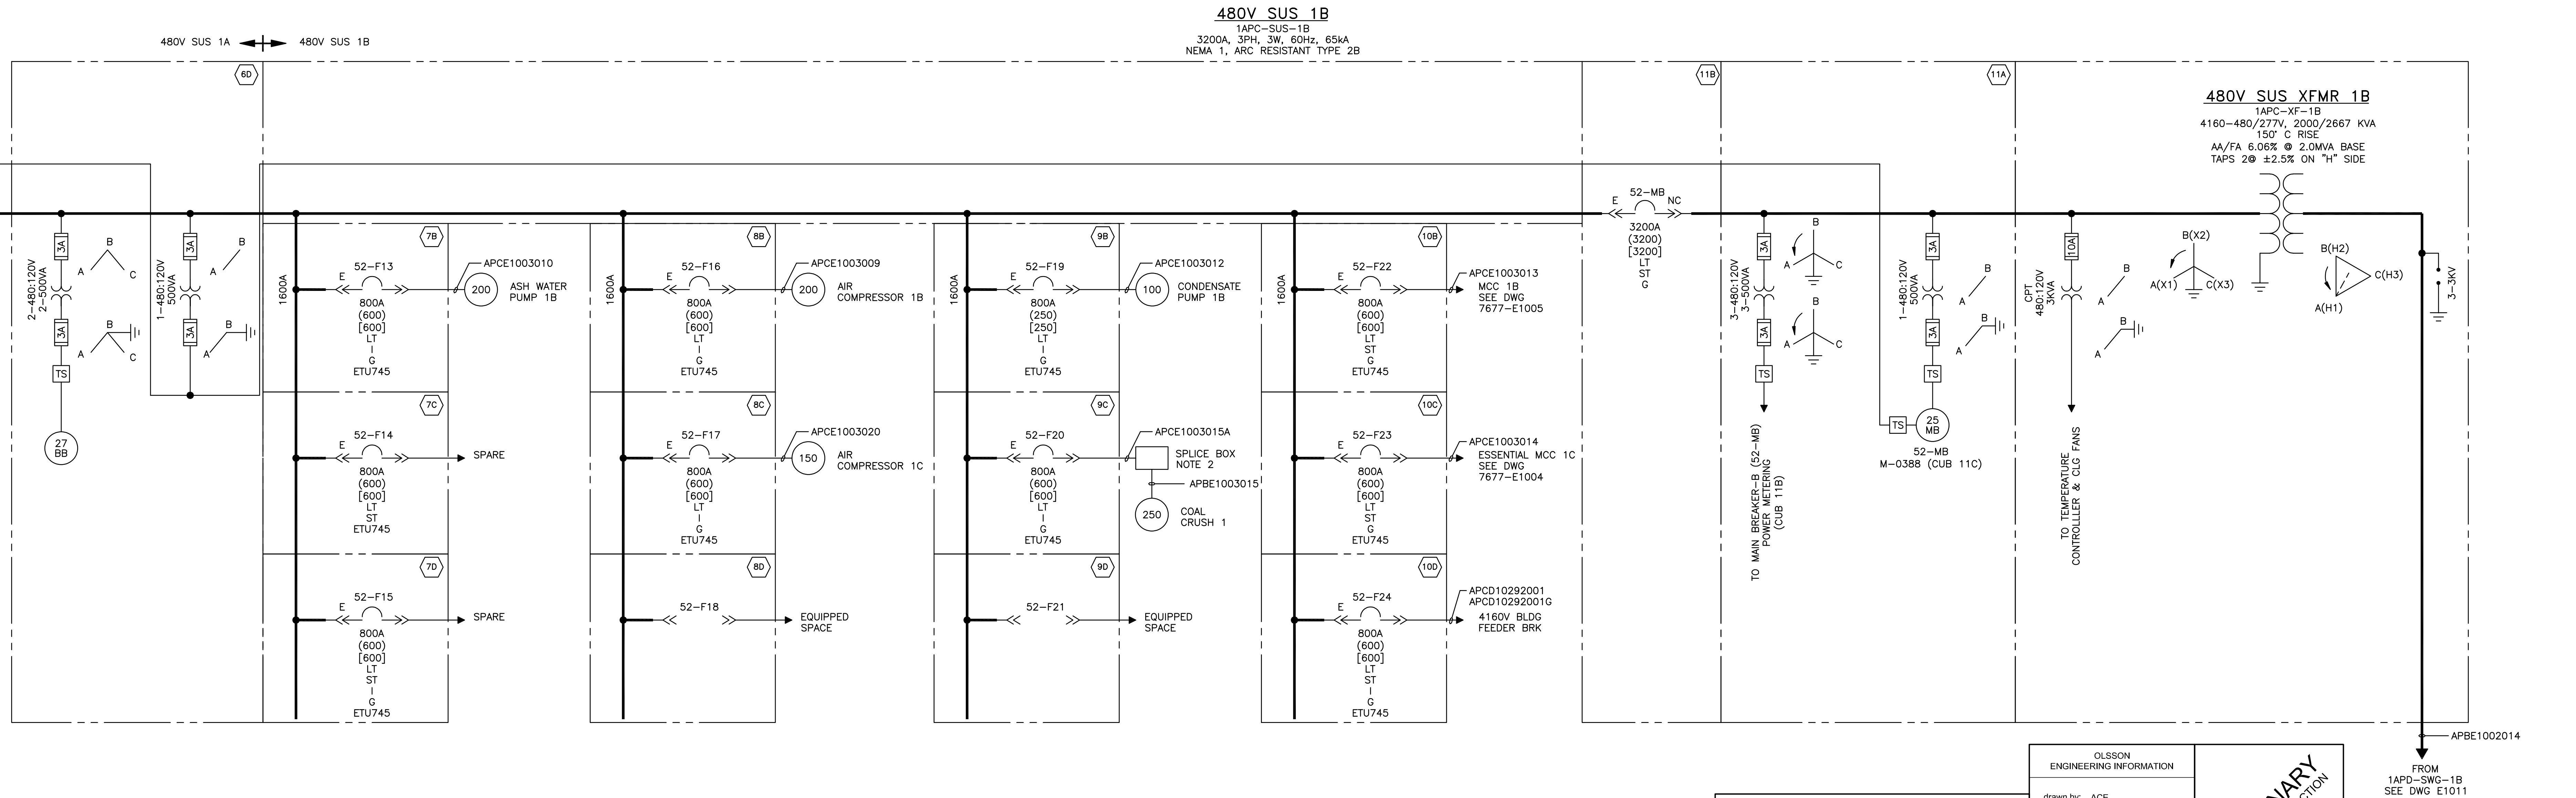 480V SUS 1B
1APC-SUS-1B
3200A, 3PH, 3W, 60Hz, 65kA
NEMA 1, ARC RESISTANT TYPE 2B
480V SUS 1A
480V SUS 1B
6D
2-480:120V
2-500VA
3A
3A
A
B
C
A
B
C
TS
27
BB
1-480:120V
500VA
3A
3A
A
B
A
B
1600A
7B
52-F13
E
800A
(600)
[600]
LT
I
G
ETU745
APCE1003010
200
ASH WATER
PUMP 1B
7C
52-F14
E
800A
(600)
[600]
LT
ST
ETU745
SPARE
7D
52-F15
E
800A
(600)
[600]
LT
ST
I
G
ETU745
SPARE
1600A
8B
52-F16
E
800A
(600)
[600]
LT
I
G
ETU745
APCE1003009
200
AIR
COMPRESSOR 1B
8C
52-F17
E
800A
(600)
[600]
LT
I
G
ETU745
APCE1003020
150
AIR
COMPRESSOR 1C
8D
52-F18
EQUIPPED
SPACE
1600A
9B
52-F19
E
800A
(250)
[250]
LT
I
G
ETU745
APCE1003012
100
CONDENSATE
PUMP 1B
9C
52-F20
E
800A
(600)
[600]
LT
I
G
ETU745
APCE1003015A
SPLICE BOX
NOTE 2
APBE1003015
250
COAL
CRUSH 1
9D
52-F21
EQUIPPED
SPACE
1600A
10B
52-F22
E
800A
(600)
[600]
LT
ST
G
ETU745
APCE1003013
MCC 1B
SEE DWG
7677-E1005
10C
52-F23
E
800A
(600)
[600]
LT
ST
G
ETU745
APCE1003014
ESSENTIAL MCC 1C
SEE DWG
7677-E1004
10D
52-F24
E
800A
(600)
[600]
LT
ST
I
G
ETU745
APCD10292001
APCD10292001G
4160V BLDG
FEEDER BRK
11B
52-MB
E
NC
3200A
(3200)
[3200]
LT
ST
G
11A
3-480:120V
3-500VA
3A
3A
B
A
C
B
A
C
TS
TO MAIN BREAKER-B (52-MB)
POWER METERING
(CUB 11B)
1-480:120V
500VA
3A
3A
B
A
B
A
TS
TS
25
MB
52-MB
M-0388 (CUB 11C)
CPT
480:120V
3KVA
10A
B
A
B
A
TO TEMPERATURE
CONTROLLLER & CLG FANS
480V SUS XFMR 1B
1APC-XF-1B
4160-480/277V, 2000/2667 KVA
150° C RISE
AA/FA 6.06% @ 2.0MVA BASE
TAPS 2@ ±2.5% ON "H" SIDE
B(X2)
A(X1)
C(X3)
B(H2)
C(H3)
A(H1)
3-3KV
APBE1002014
FROM
1APD-SWG-1B
SEE DWG E1011
OLSSON
ENGINEERING INFORMATION
drawn by: ACE